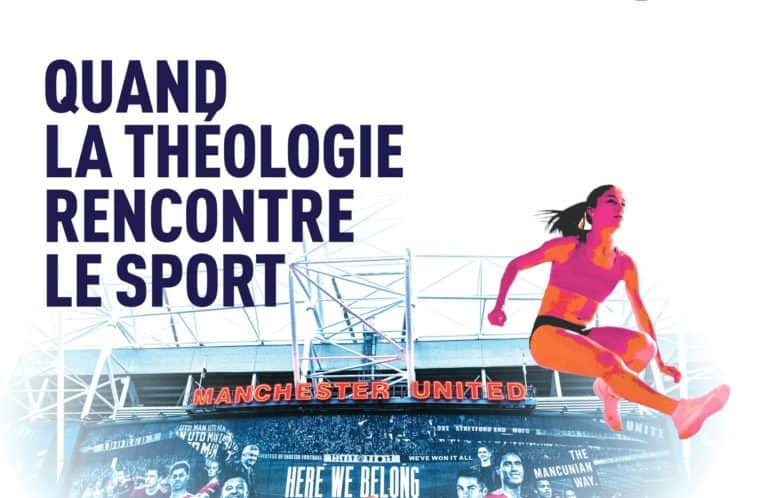 QUAND
LA THÉOLOGIE
RENCONTRE
LE SPORT
MANCHESTER UNITED
WE'VE WON IT ALL
UNITE
THE
MANCUNIAN
WAY.
HERE WE BELONG